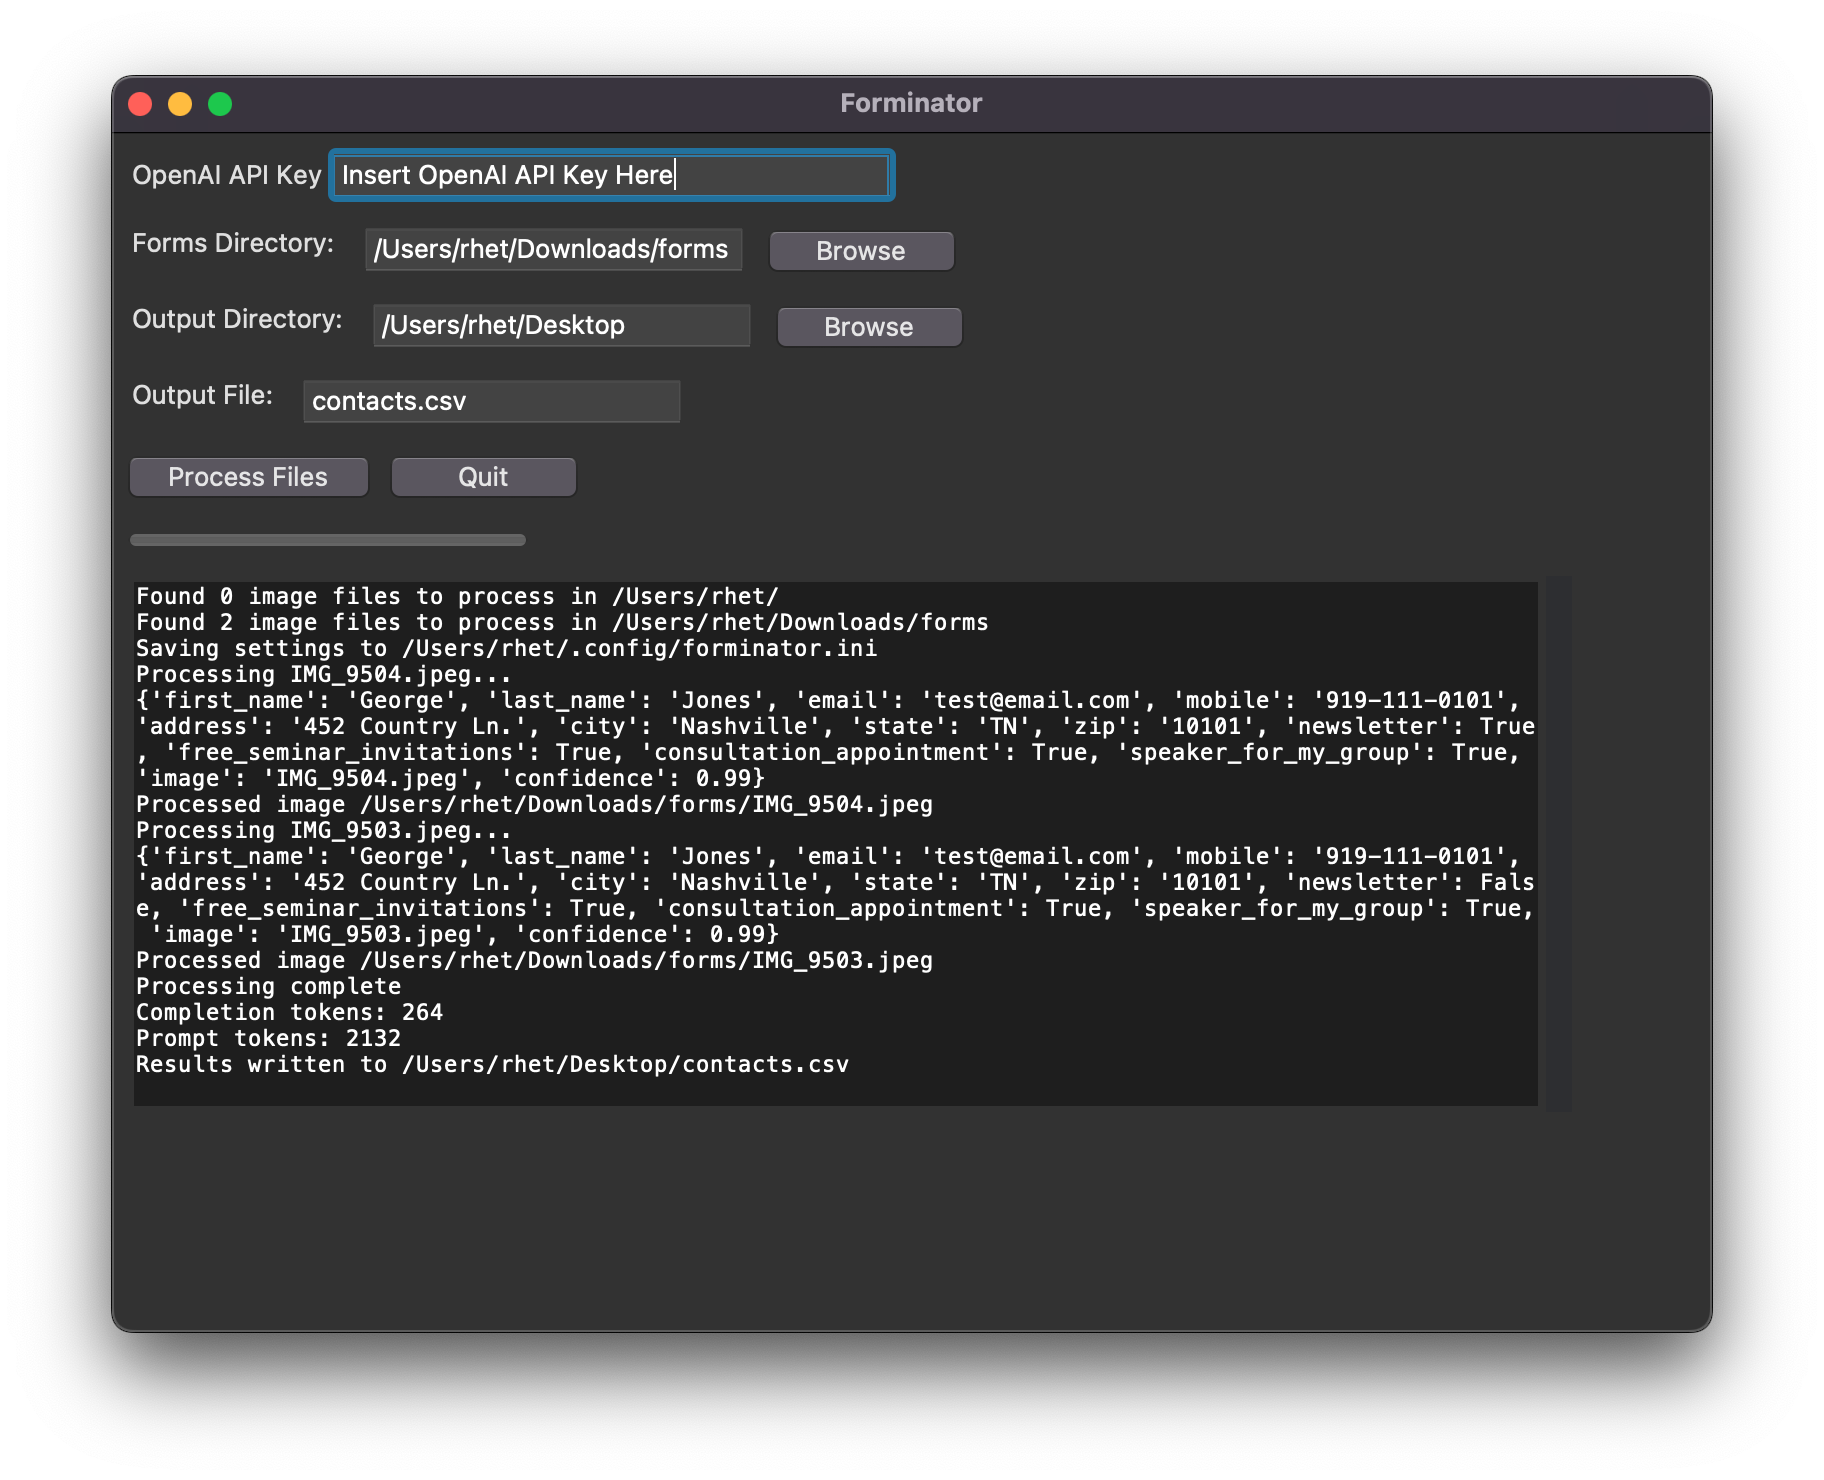 Forminator
OpenAI API Key Insert OpenAI API Key Here
Forms Directory: /Users/rhet/Downloads/forms Browse
Output Directory: /Users/rhet/Desktop Browse
Output File: contacts.csv
Process Files Quit
Found 0 image files to process in /Users/rhet/
Found 2 image files to process in /Users/rhet/Downloads/forms
Saving settings to /Users/rhet/.config/forminator.ini
Processing IMG_9504.jpeg...
{'first_name': 'George', 'last_name': 'Jones', 'email': 'test@email.com', 'mobile': '919-111-0101',
'address': '452 Country Ln.', 'city': 'Nashville', 'state': 'TN', 'zip': '10101', 'newsletter': True
, 'free_seminar_invitations': True, 'consultation_appointment': True, 'speaker_for_my_group': True,
'image': 'IMG_9504.jpeg', 'confidence': 0.99}
Processed image /Users/rhet/Downloads/forms/IMG_9504.jpeg
Processing IMG_9503.jpeg...
{'first_name': 'George', 'last_name': 'Jones', 'email': 'test@email.com', 'mobile': '919-111-0101',
'address': '452 Country Ln.', 'city': 'Nashville', 'state': 'TN', 'zip': '10101', 'newsletter': Fals
e, 'free_seminar_invitations': True, 'consultation_appointment': True, 'speaker_for_my_group': True,
'image': 'IMG_9503.jpeg', 'confidence': 0.99}
Processed image /Users/rhet/Downloads/forms/IMG_9503.jpeg
Processing complete
Completion tokens: 264
Prompt tokens: 2132
Results written to /Users/rhet/Desktop/contacts.csv